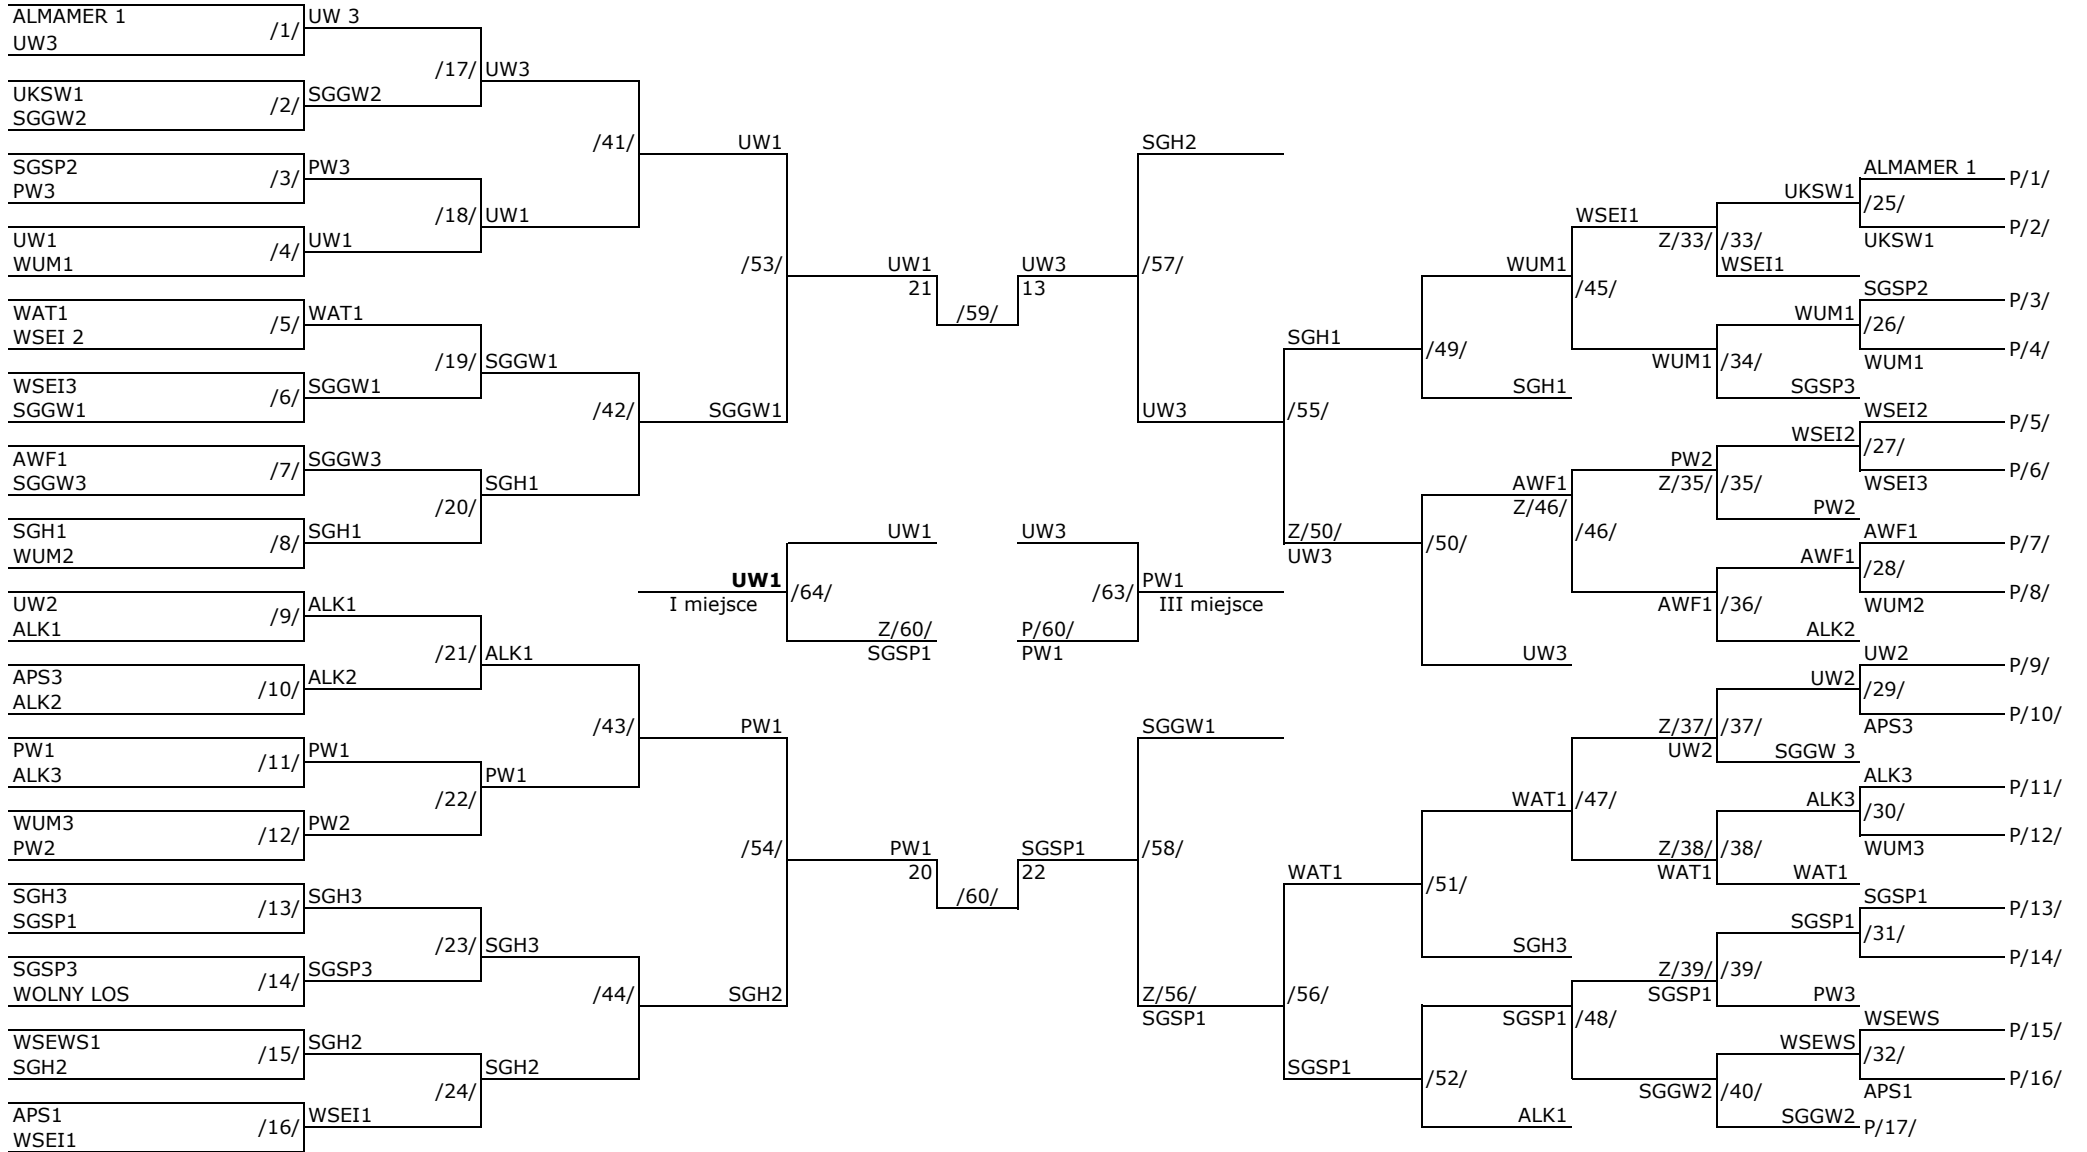 ALMAMER 1
UW3
/1/
UW 3
/17/
UW3
UKSW1
SGGW2
/2/
SGGW2
/41/
UW1
SGSP2
PW3
/3/
PW3
/18/
UW1
UW1
WUM1
/4/
UW1
/53/
UW1
21
WAT1
WSEI 2
/5/
WAT1
/19/
SGGW1
WSEI3
SGGW1
/6/
SGGW1
/42/
SGGW1
AWF1
SGGW3
/7/
SGGW3
/20/
SGH1
SGH1
WUM2
/8/
SGH1
UW2
ALK1
/9/
ALK1
/21/
ALK1
APS3
ALK2
/10/
ALK2
/43/
PW1
PW1
ALK3
/11/
PW1
/22/
PW1
WUM3
PW2
/12/
PW2
/54/
PW1
20
SGH3
SGSP1
/13/
SGH3
/23/
SGH3
SGSP3
WOLNY LOS
/14/
SGSP3
/44/
SGH2
WSEWS1
SGH2
/15/
SGH2
/24/
SGH2
APS1
WSEI1
/16/
WSEI1
/59/
UW3
13
UW1
UW1
I miejsce
/64/
Z/60/
SGSP1
UW3
/63/
PW1
III miejsce
P/60/
PW1
/60/
SGSP1
22
SGH2
/57/
UW3
SGH1
/55/
Z/50/
UW3
WUM1
/49/
SGH1
WSEI1
/45/
Z/33/
/33/
WSEI1
UKSW1
ALMAMER 1
P/1/
/25/
P/2/
UKSW1
WUM1
/34/
SGSP3
WUM1
SGSP2
P/3/
/26/
P/4/
WUM1
AWF1
Z/46/
/50/
UW3
/46/
PW2
Z/35/
/35/
PW2
WSEI2
WSEI2
P/5/
/27/
P/6/
WSEI3
AWF1
/36/
ALK2
AWF1
AWF1
P/7/
/28/
P/8/
WUM2
SGGW1
/58/
Z/56/
SGSP1
WAT1
/56/
SGSP1
WAT1
/51/
SGH3
/47/
Z/37/
UW2
/37/
SGGW 3
UW2
UW2
P/9/
/29/
P/10/
APS3
Z/38/
WAT1
/38/
WAT1
ALK3
ALK3
P/11/
/30/
P/12/
WUM3
SGSP1
/52/
ALK1
/48/
Z/39/
SGSP1
/39/
PW3
SGSP1
SGSP1
P/13/
/31/
P/14/
SGGW2
/40/
SGGW2
P/17/
WSEWS
WSEWS
P/15/
/32/
P/16/
APS1